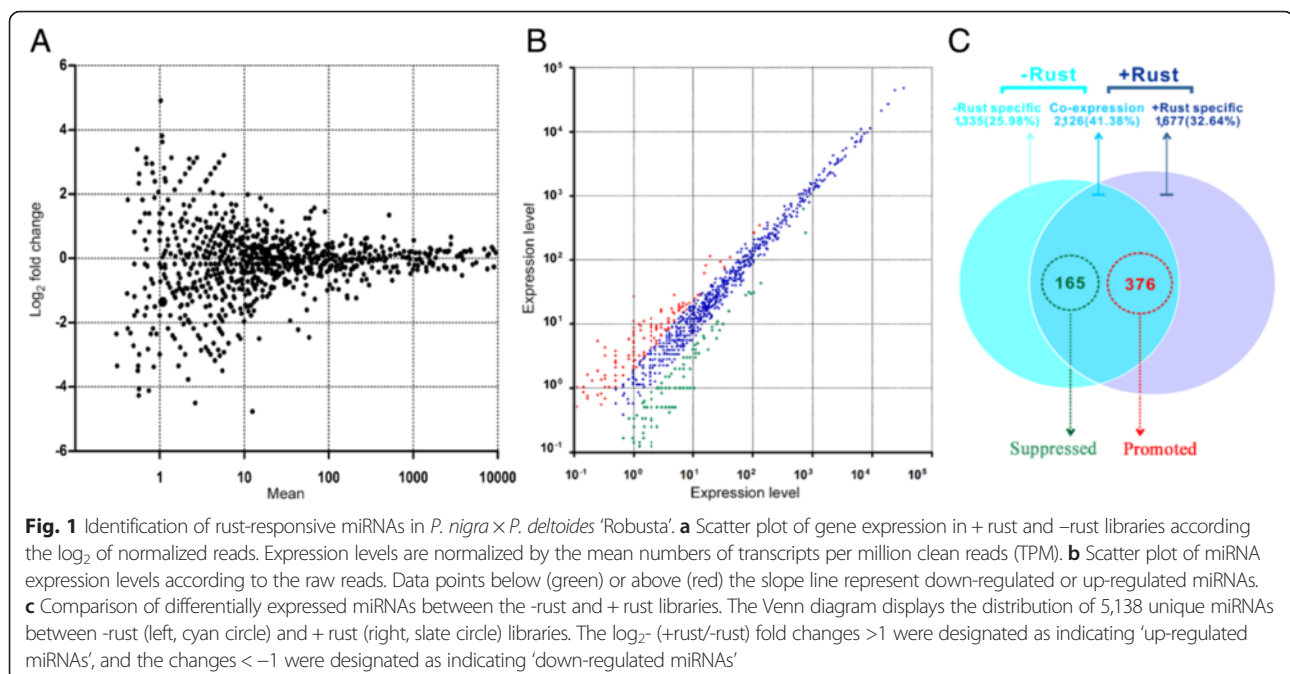 A
B
C
6
4
2
0
-2
-4
-6
Log2 fold change
1
10
100
1000
10000
Mean
10^5
10^4
10^3
10^2
10^1
10^0
10^-1
Expression level
10^-1
10^0
10^1
10^2
10^3
10^4
10^5
Expression level
-Rust
+Rust
-Rust specific
1,335(25.98%)
Co-expression
2,126(41.38%)
+Rust specific
1,677(32.64%)
165
376
Suppressed
Promoted
Fig. 1 Identification of rust-responsive miRNAs in P. nigra × P. deltoides ‘Robusta’. a Scatter plot of gene expression in + rust and –rust libraries according
the log2 of normalized reads. Expression levels are normalized by the mean numbers of transcripts per million clean reads (TPM). b Scatter plot of miRNA
expression levels according to the raw reads. Data points below (green) or above (red) the slope line represent down-regulated or up-regulated miRNAs.
c Comparison of differentially expressed miRNAs between the -rust and + rust libraries. The Venn diagram displays the distribution of 5,138 unique miRNAs
between -rust (left, cyan circle) and + rust (right, slate circle) libraries. The log2- (+rust/-rust) fold changes >1 were designated as indicating ‘up-regulated
miRNAs’, and the changes < −1 were designated as indicating ‘down-regulated miRNAs’